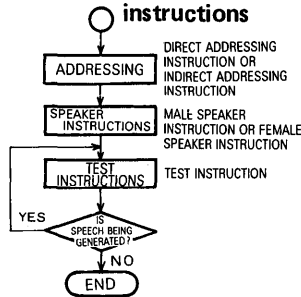 instructions
DIRECT ADDRESSING
INSTRUCTION OR
INDIRECT ADDRESSING
INSTRUCTION
ADDRESSING
SPEAKER
INSTRUCTIONS
MALE SPEAKER
INSTRUCTION OR FEMALE
SPEAKER INSTRUCTION
TEST
INSTRUCTIONS
TEST INSTRUCTION
YES
IS
SPEECH BEING
GENERATED?
NO
END